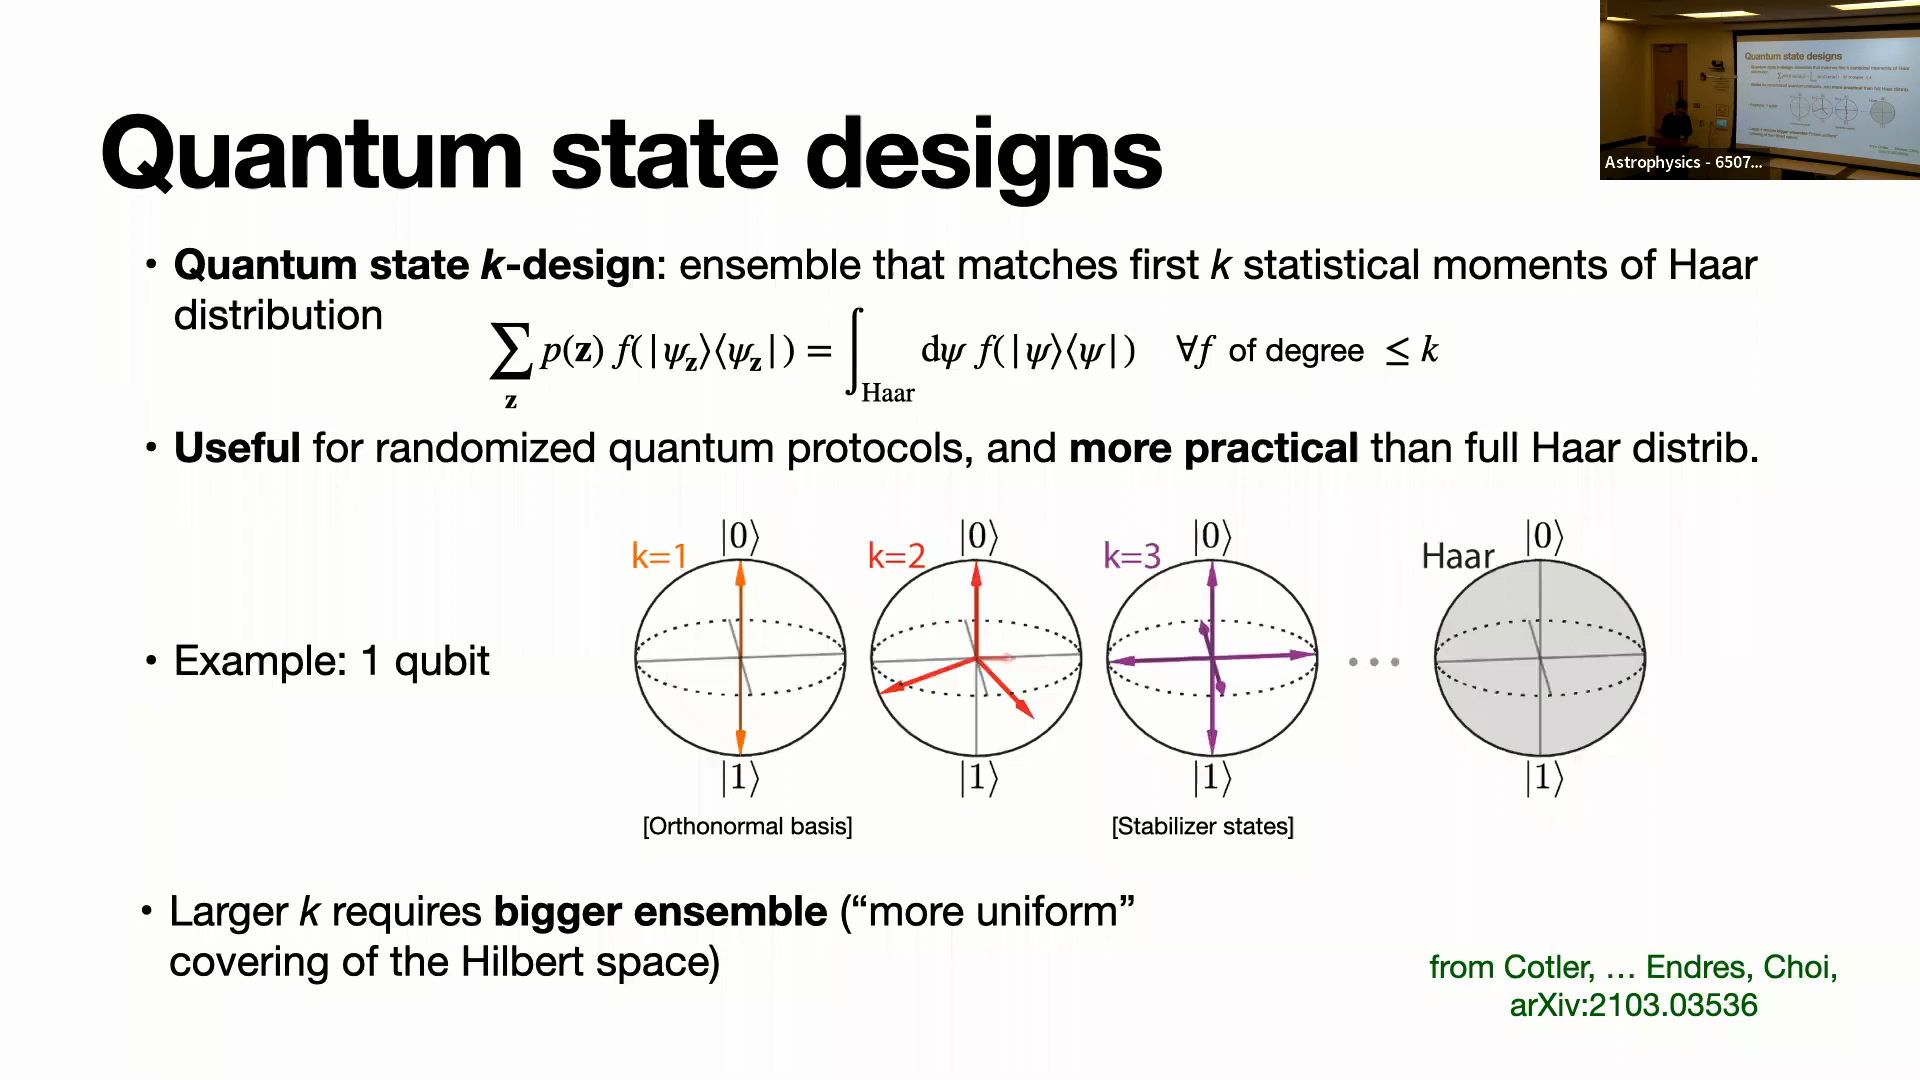 Quantum state designs
Astrophysics - 6507...
• Quantum state k-design: ensemble that matches first k statistical moments of Haar
distribution
∑_z p(z) f(|ψ_z⟩⟨ψ_z|) = ∫_Haar dψ f(|ψ⟩⟨ψ|) ∀f of degree ≤ k
• Useful for randomized quantum protocols, and more practical than full Haar distrib.
|0⟩ |0⟩ |0⟩ |0⟩
k=1 k=2 k=3 Haar
• Example: 1 qubit
|1⟩ |1⟩ |1⟩ |1⟩
[Orthonormal basis] [Stabilizer states]
• Larger k requires bigger ensemble (“more uniform”
covering of the Hilbert space)
from Cotler, … Endres, Choi,
arXiv:2103.03536